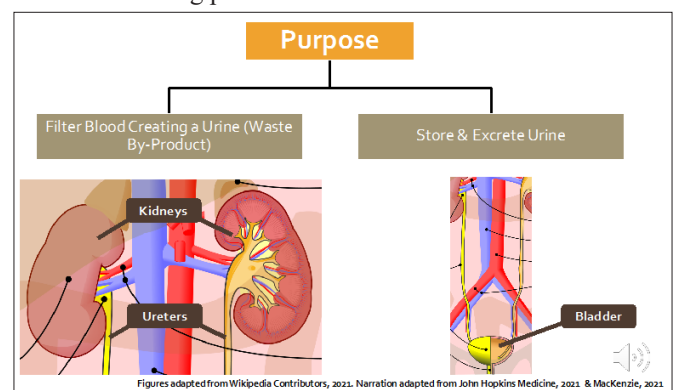 Purpose
Filter Blood Creating a Urine (Waste
By-Product)
Store & Excrete Urine
Kidneys
Ureters
Bladder
Figures adapted from Wikipedia Contributors, 2021. Narration adapted from John Hopkins Medicine, 2021 & MacKenzie, 2021